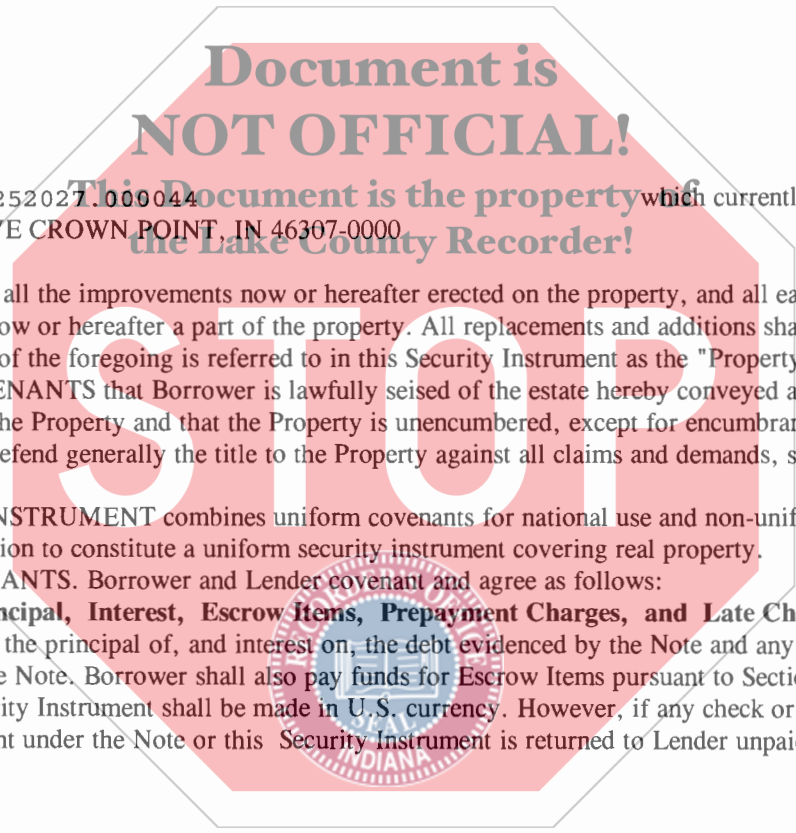 Document is
NOT OFFICIAL!
This Document is the property of
the Lake County Recorder!
252027.000044 which currentl
VE CROWN POINT, IN 46307-0000
all the improvements now or hereafter erected on the property, and all ea
ow or hereafter a part of the property. All replacements and additions sha
of the foregoing is referred to in this Security Instrument as the "Property
ENANTS that Borrower is lawfully seised of the estate hereby conveyed a
he Property and that the Property is unencumbered, except for encumbran
efend generally the title to the Property against all claims and demands, s
STOP
NSTRUMENT combines uniform covenants for national use and non-unif
ion to constitute a uniform security instrument covering real property.
ANTS. Borrower and Lender covenant and agree as follows:
ncipal, Interest, Escrow Items, Prepayment Charges, and Late Ch
the principal of, and interest on, the debt evidenced by the Note and any
e Note. Borrower shall also pay funds for Escrow Items pursuant to Secti
ity Instrument shall be made in U.S. currency. However, if any check or
nt under the Note or this Security Instrument is returned to Lender unpai
RECORDER'S OFFICE
SEAL
INDIANA